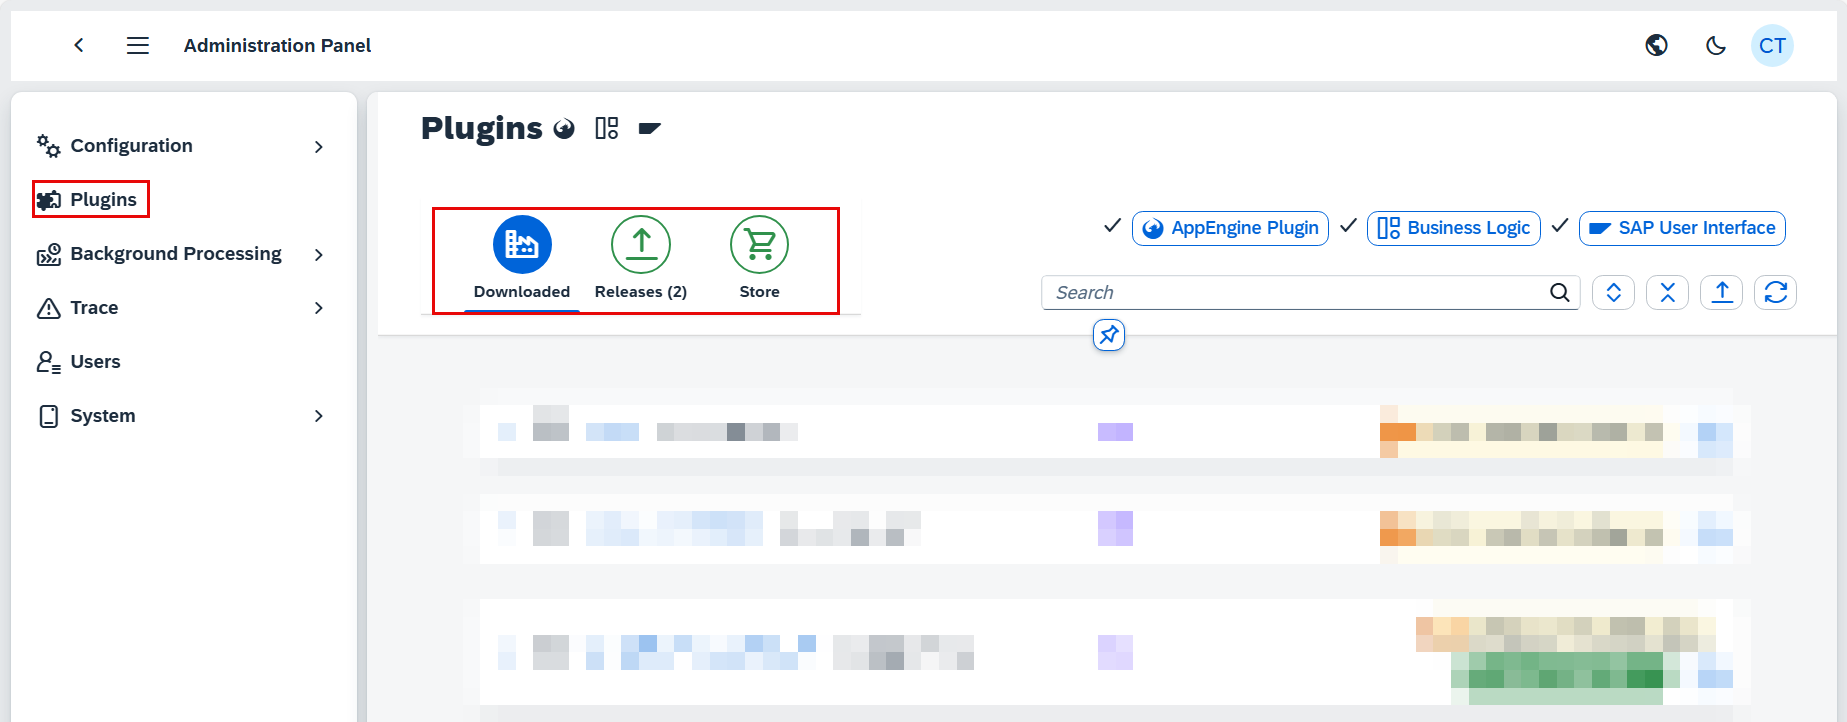 Administration Panel
CT
Configuration
Plugins
Background Processing
Trace
Users
System
Plugins
Downloaded
Releases (2)
Store
AppEngine Plugin
Business Logic
SAP User Interface
Search